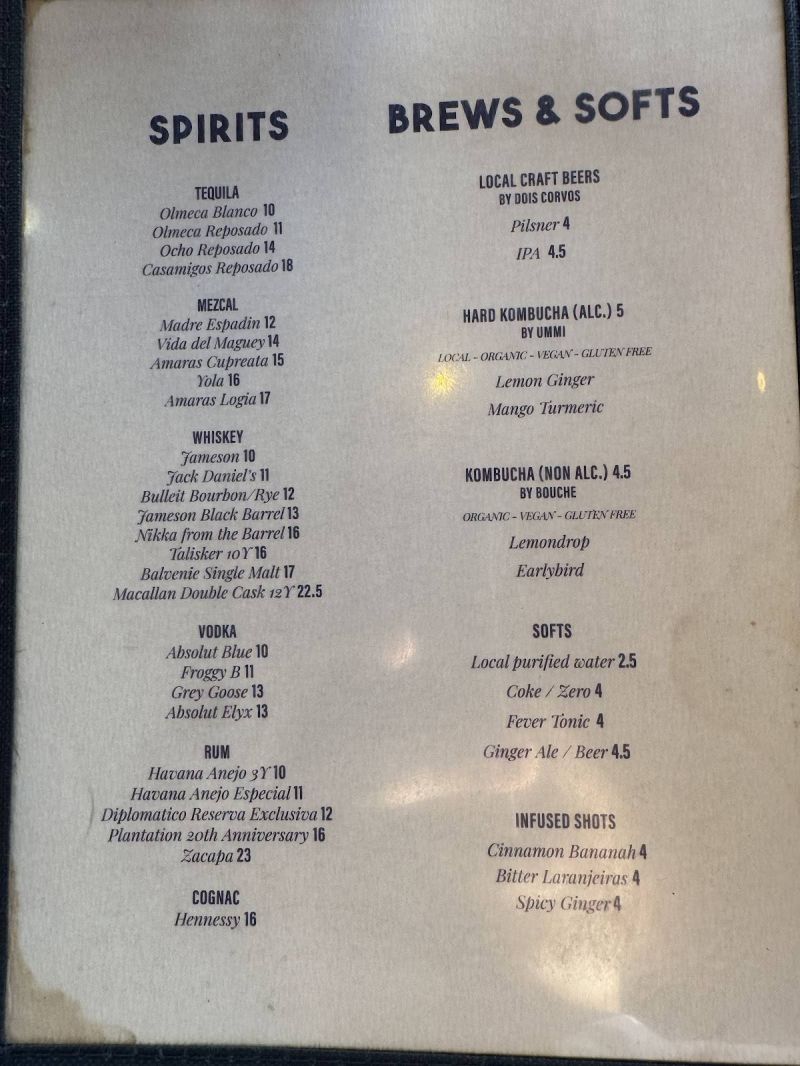 SPIRITS
TEQUILA
Olmeca Blanco 10
Olmeca Reposado 11
Ocho Reposado 14
Casamigos Reposado 18
MEZCAL
Madre Espadin 12
Vida del Maguey 14
Amaras Cupreata 15
Yola 16
Amaras Logia 17
WHISKEY
Jameson 10
Jack Daniel's 11
Bulleit Bourbon/Rye 12
Jameson Black Barrel 13
Nikka from the Barrel 16
Talisker 10Y 16
Balvenie Single Malt 17
Macallan Double Cask 12Y 22.5
VODKA
Absolut Blue 10
Froggy B 11
Grey Goose 13
Absolut Elyx 13
RUM
Havana Anejo 3Y 10
Havana Anejo Especial 11
Diplomatico Reserva Exclusiva 12
Plantation 20th Anniversary 16
Zacapa 23
COGNAC
Hennessy 16
BREWS & SOFTS
LOCAL CRAFT BEERS
BY DOIS CORVOS
Pilsner 4
IPA 4.5
HARD KOMBUCHA (ALC.) 5
BY UMMI
LOCAL - ORGANIC - VEGAN - GLUTEN FREE
Lemon Ginger
Mango Turmeric
KOMBUCHA (NON ALC.) 4.5
BY BOUCHE
ORGANIC - VEGAN - GLUTEN FREE
Lemondrop
Earlybird
SOFTS
Local purified water 2.5
Coke / Zero 4
Fever Tonic 4
Ginger Ale / Beer 4.5
INFUSED SHOTS
Cinnamon Bananah 4
Bitter Laranjeiras 4
Spicy Ginger 4